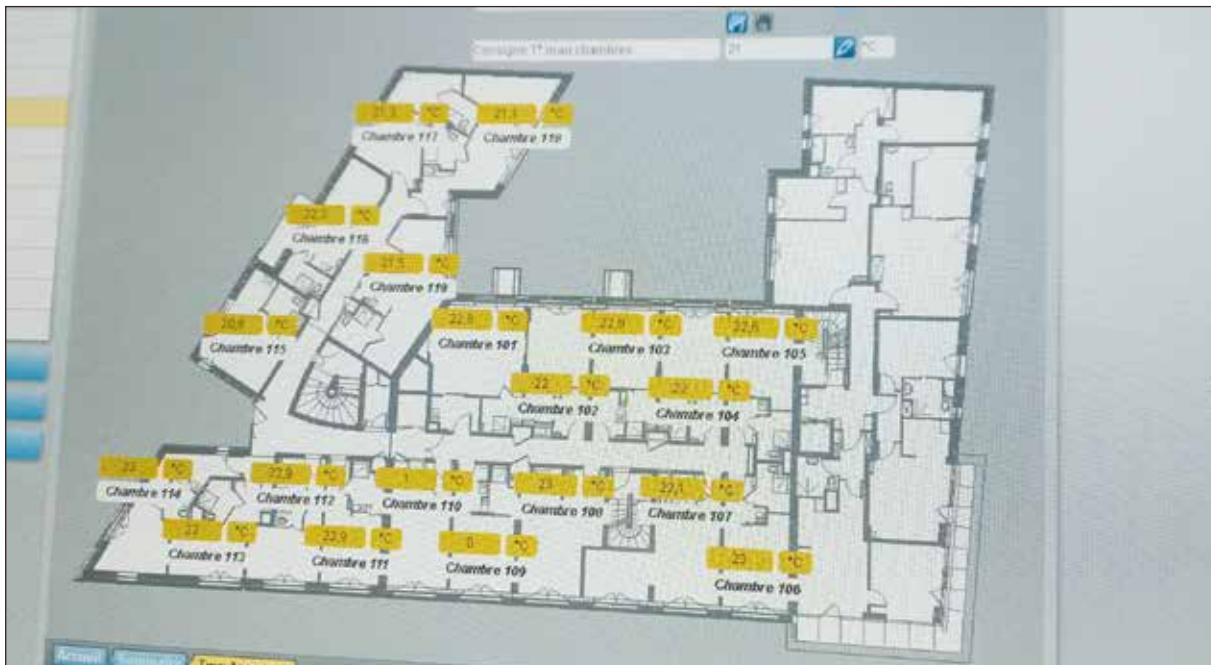 Consigne 1° mau chambres 21 °C
21,3 °C
Chambre 117
21,1 °C
Chambre 118
22,3 °C
Chambre 116
21,5 °C
Chambre 119
20,8 °C
Chambre 115
22,8 °C
Chambre 101
22,9 °C
Chambre 103
22,6 °C
Chambre 105
22 °C
Chambre 102
22 °C
Chambre 104
23 °C
Chambre 114
22,9 °C
Chambre 112
1 °C
Chambre 110
23 °C
Chambre 108
22,1 °C
Chambre 107
22 °C
Chambre 113
22,9 °C
Chambre 111
0 °C
Chambre 109
23 °C
Chambre 106
Accueil